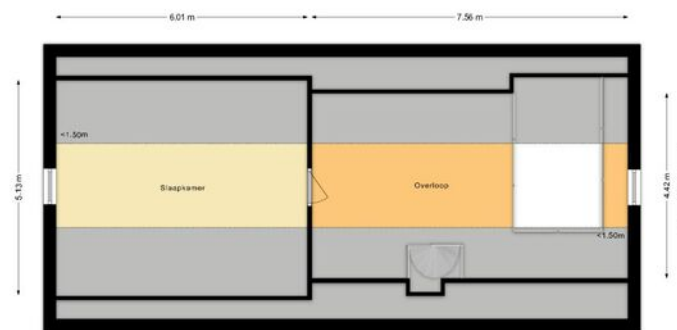 6.01 m
7.56 m
<1.50m
5.13 m
Slaapkamer
Overloop
4.42 m
<1.50m